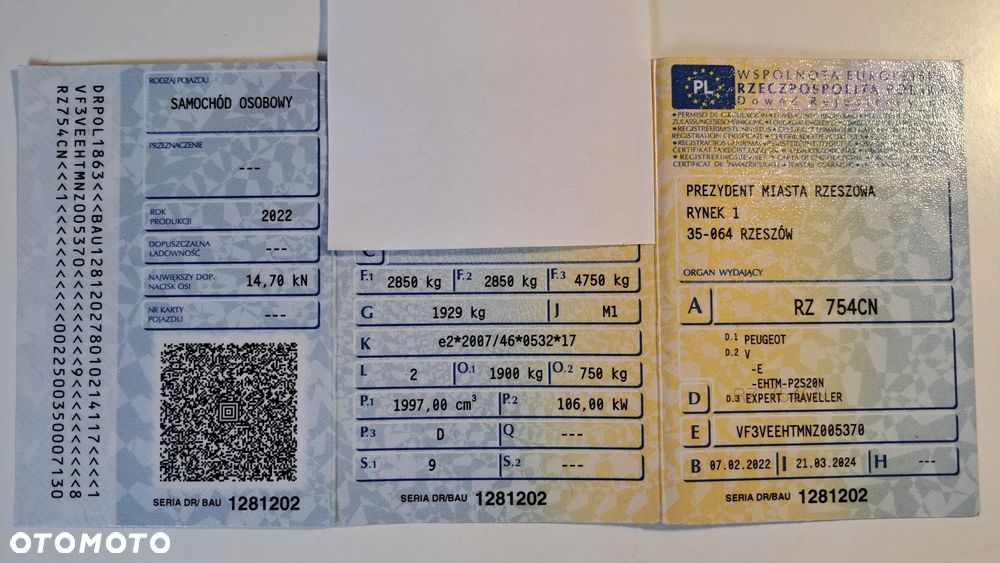 DRPOL1863<<BAU1281202780102141117<<<<1
VF3VEEHTMNZ005370<<<<<<<9<<<<<<<<<<<<8
RZ754CN<<<1<<<<<<<<<<<<<0022500350007130
RODZAJ POJAZDU
SAMOCHÓD OSOBOWY
PRZEZNACZENIE
---
ROK
PRODUKCJI
2022
DOPUSZCZALNA
ŁADOWNOŚĆ
---
NAJWIĘKSZY DOP.
NACISK OSI
14,70 kN
NR KARTY
POJAZDU
---
SERIA DR/BAU 1281202
C
F.1 2850 kg F.2 2850 kg F.3 4750 kg
G 1929 kg J M1
K e2*2007/46*0532*17
L 2 O.1 1900 kg O.2 750 kg
P.1 1997,00 cm³ P.2 106,00 kW
P.3 D Q ---
S.1 9 S.2 ---
SERIA DR/BAU 1281202
PL
WSPÓLNOTA EUROPEJSKA
RZECZPOSPOLITA POLSKA
PREZYDENT MIASTA RZESZOWA
RYNEK 1
35-064 RZESZÓW
ORGAN WYDAJĄCY
A RZ 754CN
D.1 PEUGEOT
D.2 V
-E
-EHTM-P2S20N
D D.3 EXPERT TRAVELLER
E VF3VEEHTMNZ005370
B 07.02.2022 I 21.03.2024 H ---
SERIA DR/BAU 1281202
OTOMOTO